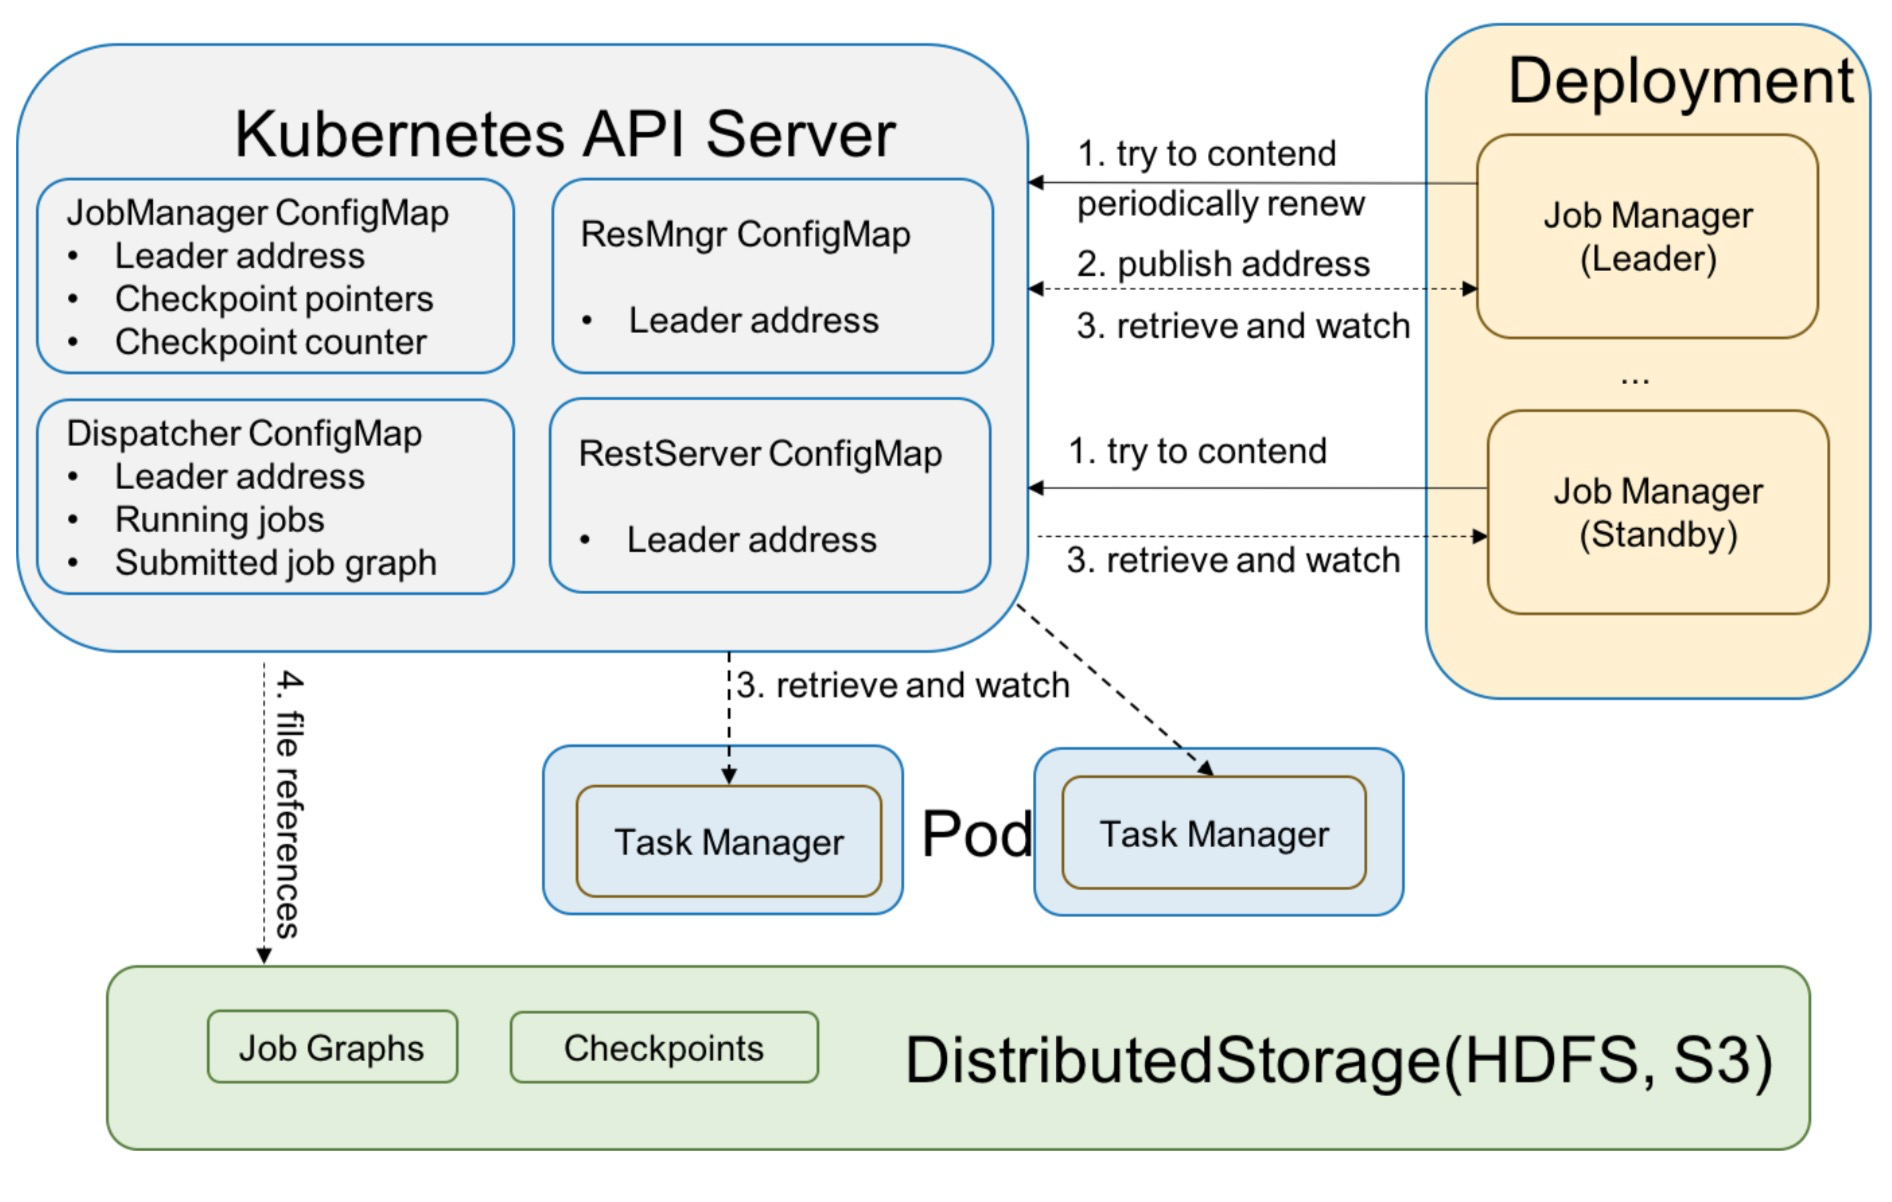 Kubernetes API Server
JobManager ConfigMap
• Leader address
• Checkpoint pointers
• Checkpoint counter
ResMngr ConfigMap
• Leader address
Dispatcher ConfigMap
• Leader address
• Running jobs
• Submitted job graph
RestServer ConfigMap
• Leader address
1. try to contend
periodically renew
2. publish address
3. retrieve and watch
1. try to contend
3. retrieve and watch
Deployment
Job Manager
(Leader)
...
Job Manager
(Standby)
4. file references
3. retrieve and watch
Task Manager
Pod
Task Manager
Job Graphs
Checkpoints
DistributedStorage(HDFS, S3)